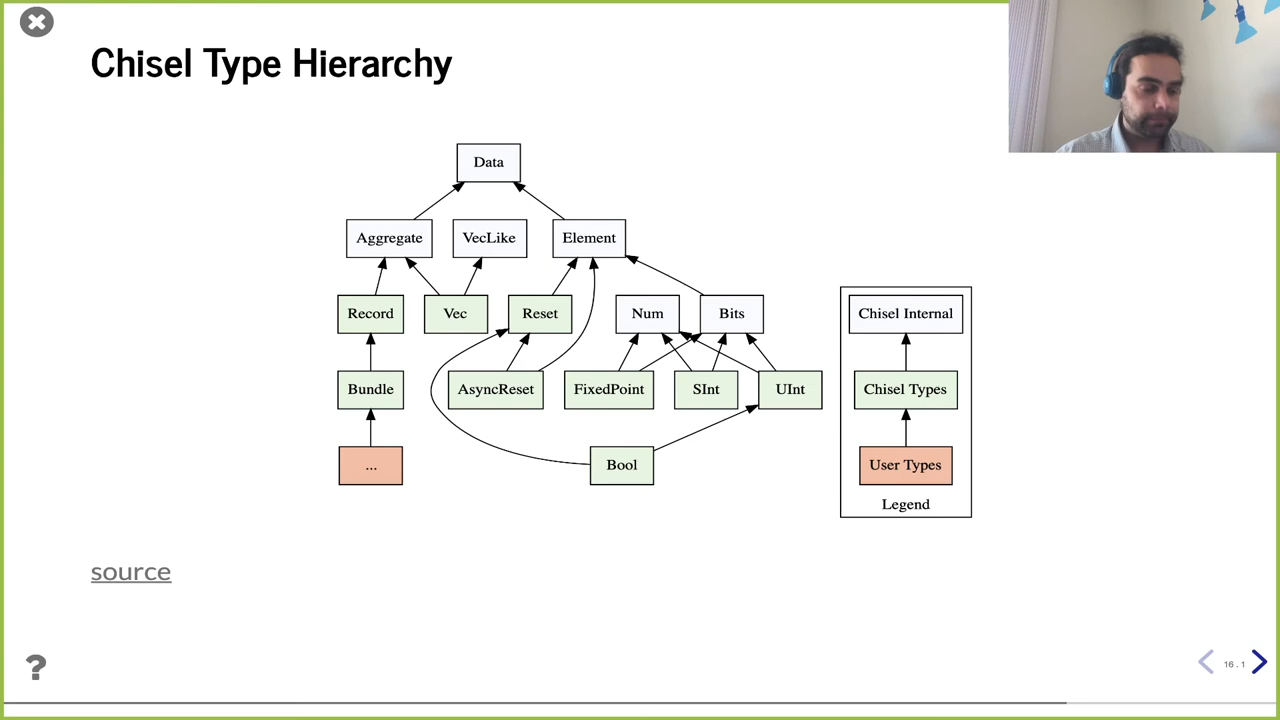 Chisel Type Hierarchy
Data
Aggregate
VecLike
Element
Record
Vec
Reset
Num
Bits
Chisel Internal
Bundle
AsyncReset
FixedPoint
SInt
UInt
Chisel Types
...
Bool
User Types
Legend
source
?
16 . 1